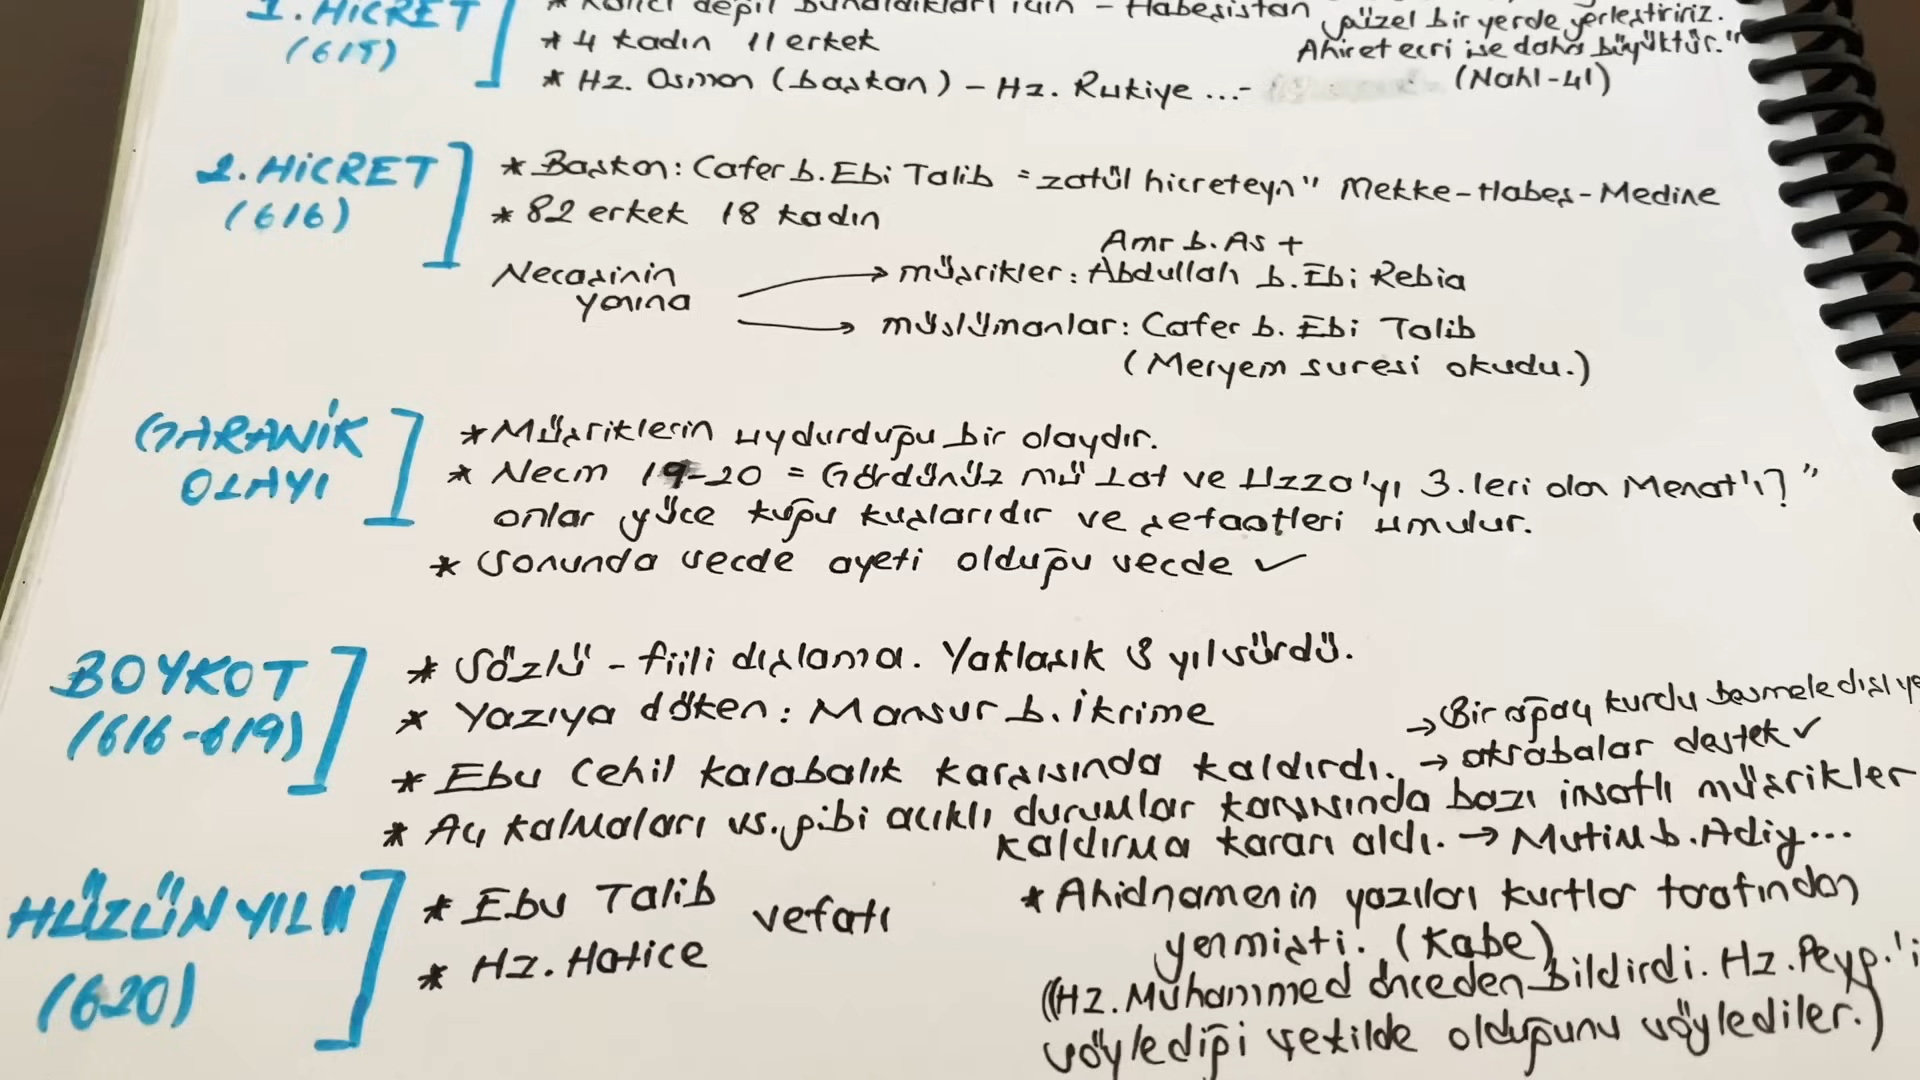 1. HİCRET
(615)
* Kalıcı değil bunaldıkları için - Habeşistan
* 4 kadın 11 erkek
* Hz. Osman (başkan) - Hz. Rukiye ...-
güzel bir yerde yerleştiririz.
Ahiret ecri ise daha büyüktür."
(Nahl-41)
2. HİCRET
(616)
* Başkan: Cafer b. Ebi Talib "zatül hicreteyn" Mekke-Habeş-Medine
* 82 erkek 18 kadın
Necaşinin yanına
Amr b. As +
müşrikler: Abdullah b. Ebi Rebia
müslümanlar: Cafer b. Ebi Talib
(Meryem suresi okudu.)
GARANİK
OLAYI
* Müşriklerin uydurduğu bir olaydır.
* Necm 19-20 = Gördünüz mü Lat ve Uzza'yı 3.leri olan Menat'ı?"
onlar yüce kuğu kuşlarıdır ve şefaatleri umulur.
* Sonunda secde ayeti olduğu secde ✓
BOYKOT
(616-619)
* Sözlü - fiili dışlama. Yaklaşık 3 yıl sürdü.
* Yazıya döken: Mansur b. İkrime
* Ebu Cehil kalabalık karşısında kaldırdı.
→ Bir ağaç kurdu besmele dışı ye
→ akrabalar destek ✓
* Aç kalmaları vs. gibi acıklı durumlar karşısında bazı insaflı müşrikler
kaldırma kararı aldı. → Mutim b. Adiy...
HÜZÜN YILI
(620)
* Ebu Talib
* Hz. Hatice
vefatı
* Ahidnamenin yazıları kurtlar tarafından
yenmişti. (Kabe)
((Hz. Muhammed önceden bildirdi. Hz. Peyg.'i
söylediği şekilde olduğunu söylediler.)